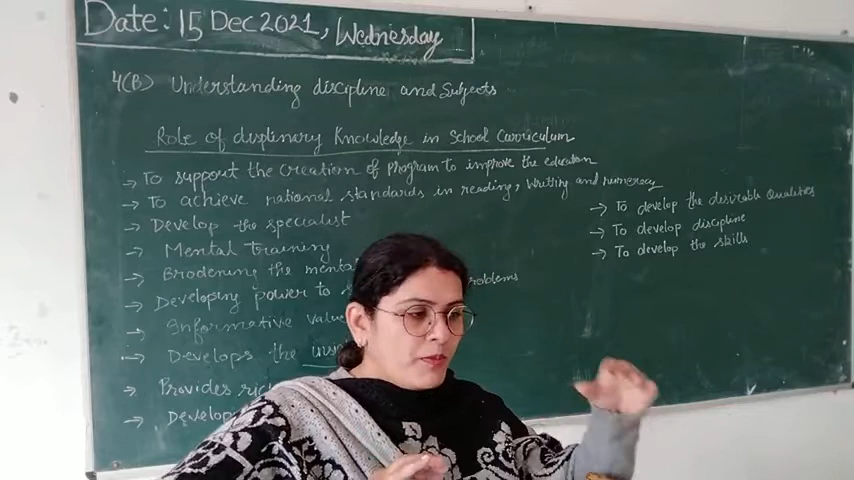 Date: 15 Dec 2021, Wednesday
4(B) Understanding discipline and Subjects
Role of displinary Knowledge in School Curriculum
→ To support the creation of program to improve the education
→ To achieve national standards in reading, writing and numeracy
→ Develop the specialist
→ Mental training
→ Brodening the mental
→ Developing power to
roblems
→ Informative value
→ Develops the
→ Provides
→ Develop
→ To develop the desirable Qualities
→ To develop discipline
→ To develop the skills